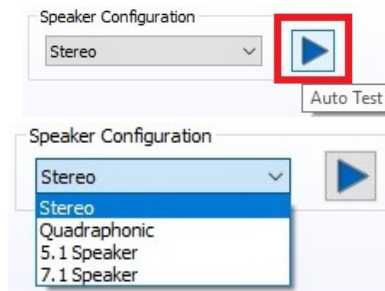 Speaker Configuration
Stereo
Auto Test
Speaker Configuration
Stereo
Stereo
Quadraphonic
5.1 Speaker
7.1 Speaker